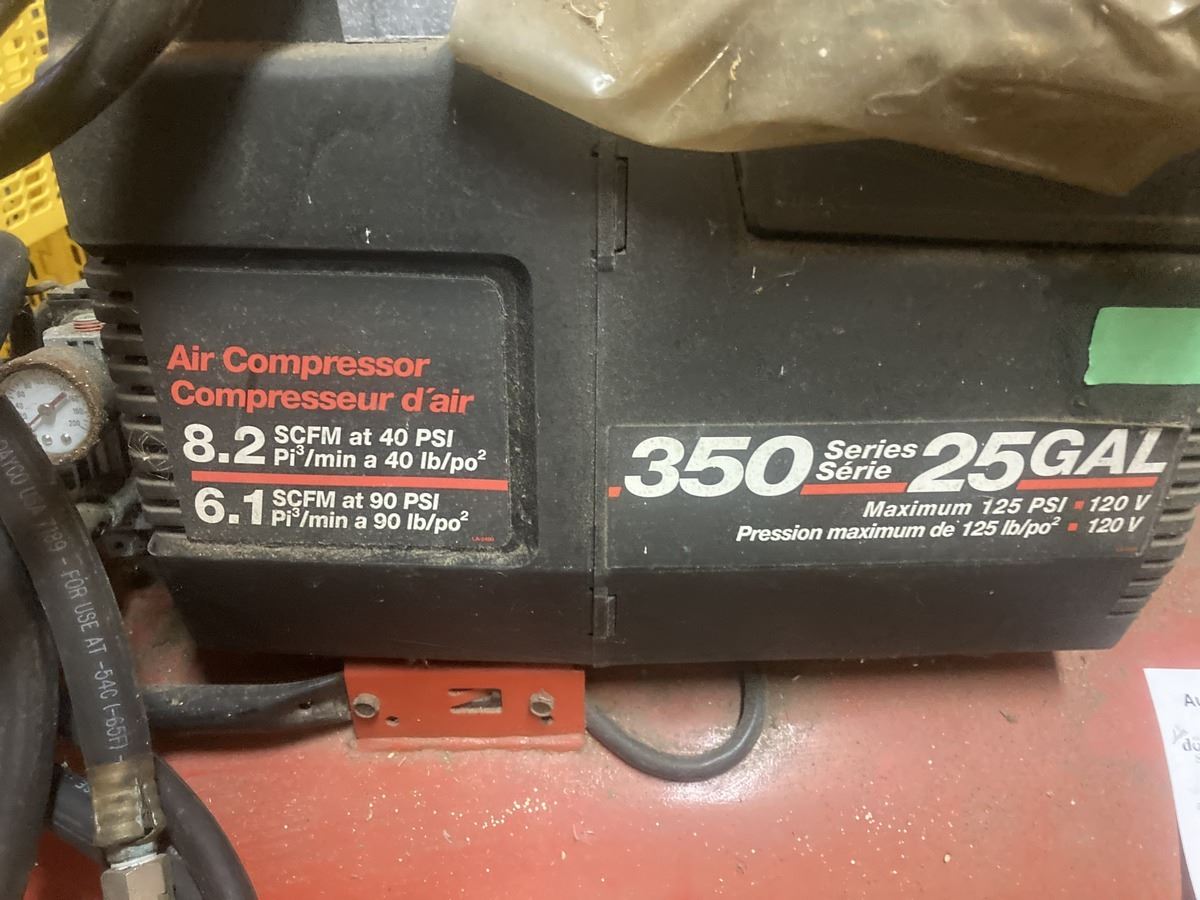 Air Compressor
Compresseur d´air
8.2 SCFM at 40 PSI
Pi³/min a 40 lb/po²
6.1 SCFM at 90 PSI
Pi³/min a 90 lb/po²
.350 Series 25GAL
Série
Maximum 125 PSI ▪ 120 V
Pression maximum de 125 lb/po² ▪ 120 V
- FOR USE AT -54C (-65F) -
200